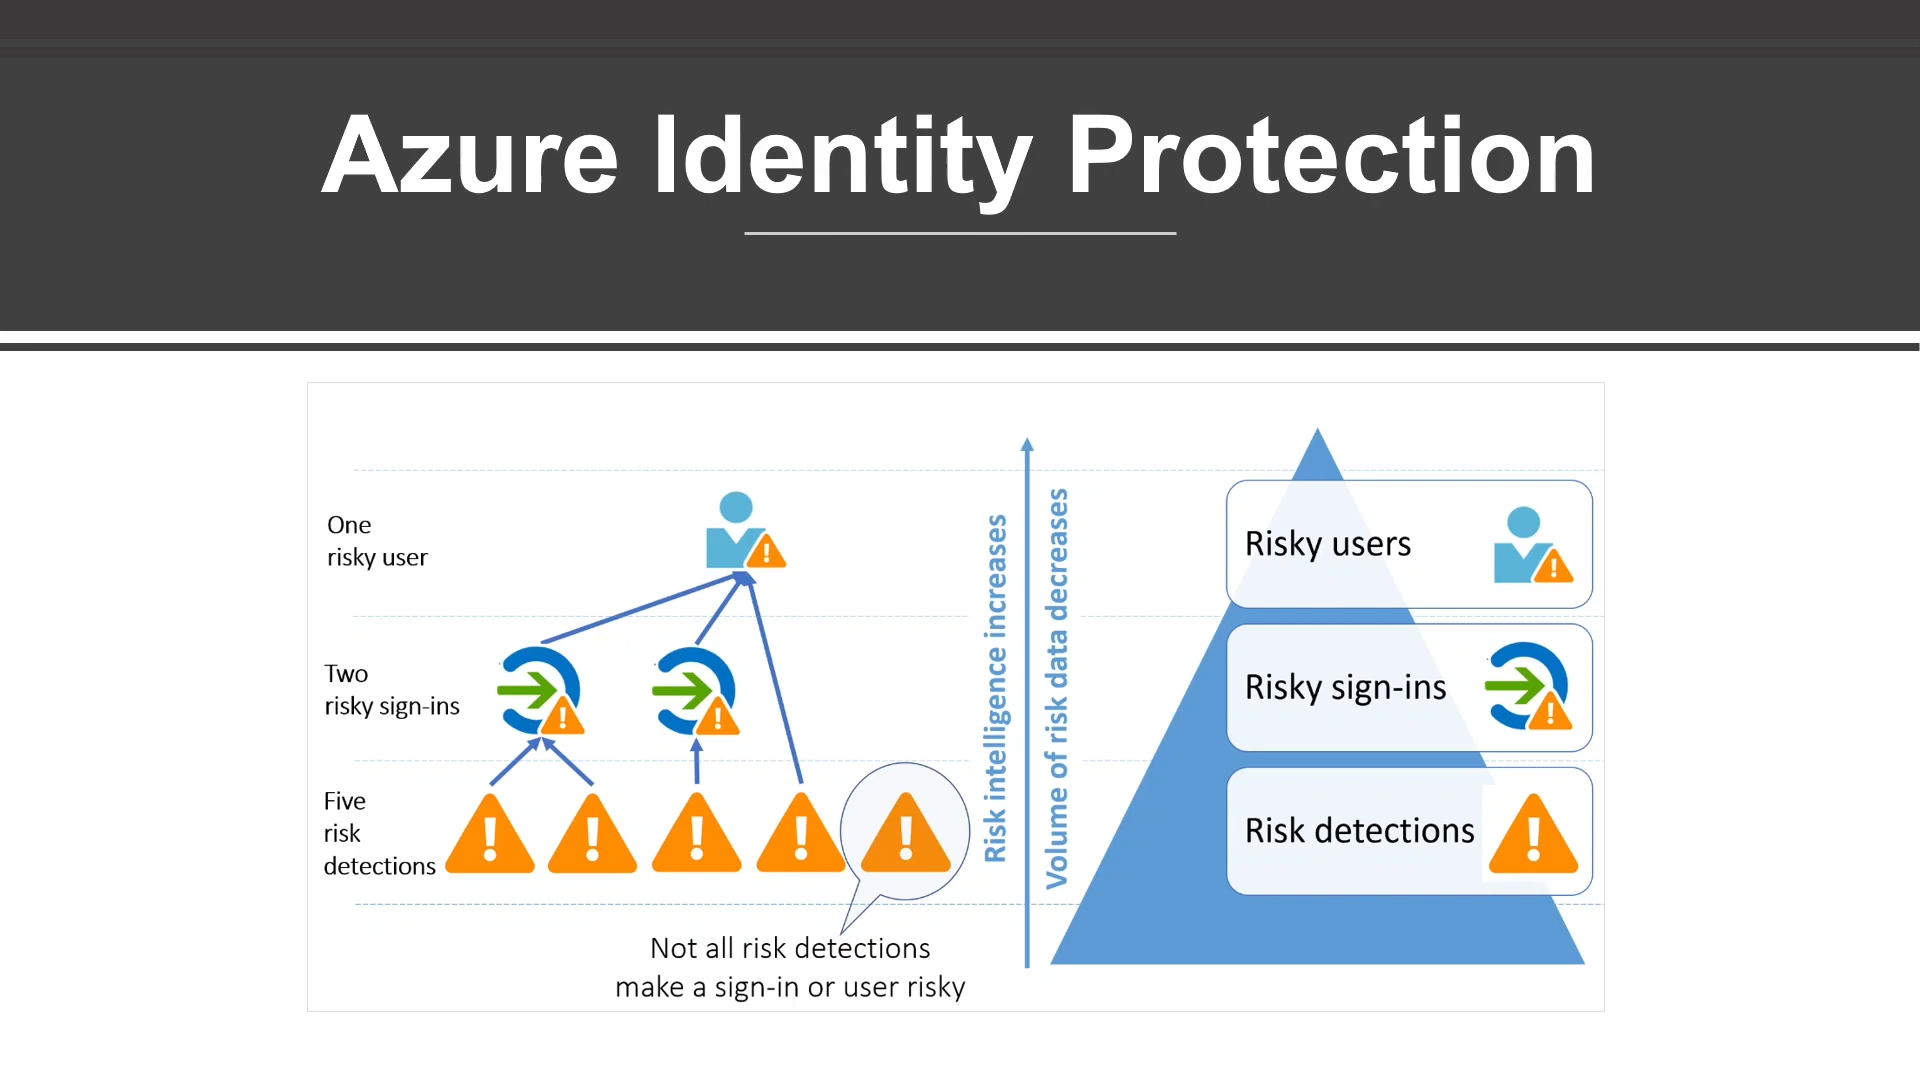 Azure Identity Protection
One
risky user
Two
risky sign-ins
Five
risk
detections
Not all risk detections
make a sign-in or user risky
Risk intelligence increases
Volume of risk data decreases
Risky users
Risky sign-ins
Risk detections